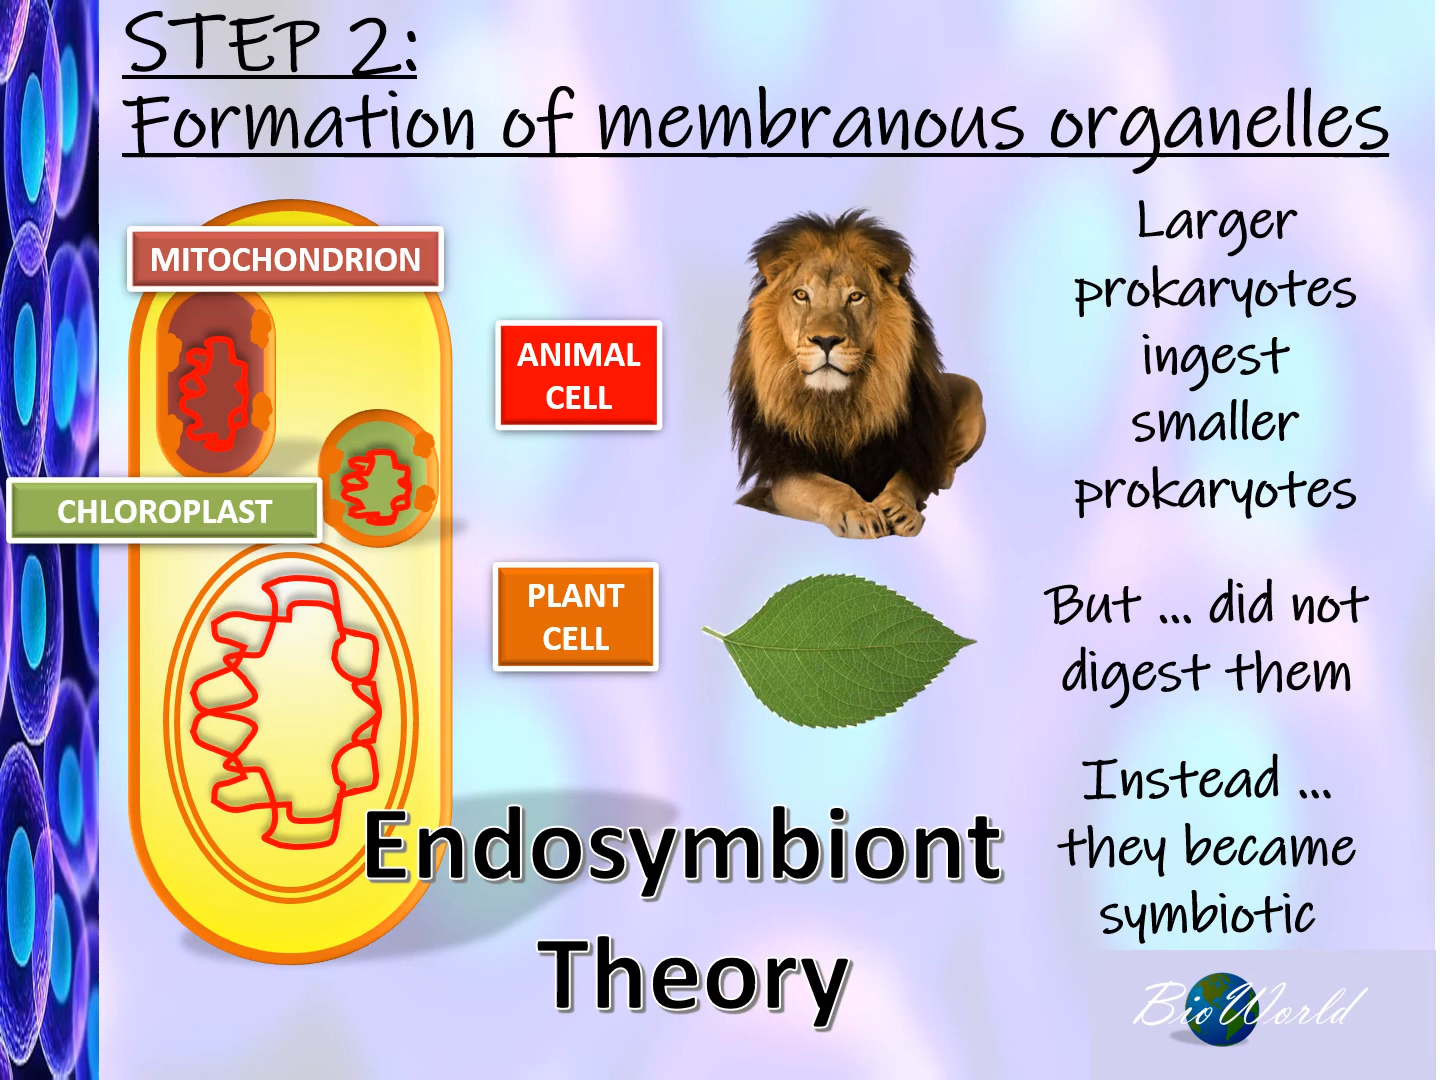 STEP 2:
Formation of membranous organelles
MITOCHONDRION
CHLOROPLAST
ANIMAL
CELL
PLANT
CELL
Larger
prokaryotes
ingest
smaller
prokaryotes
But ... did not
digest them
Instead ...
they became
symbiotic
Endosymbiont
Theory
BioWorld